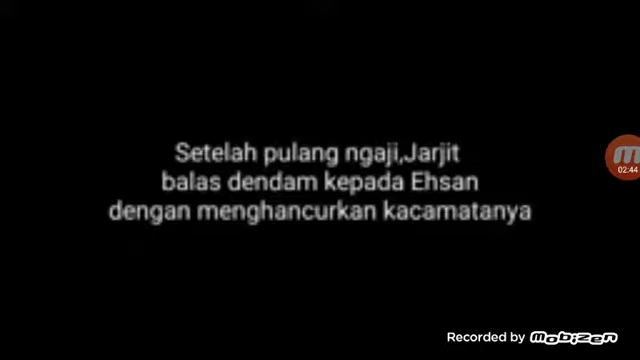 Setelah pulang ngaji,Jarjit
balas dendam kepada Ehsan
dengan menghancurkan kacamatanya
02:44
Recorded by mobizen